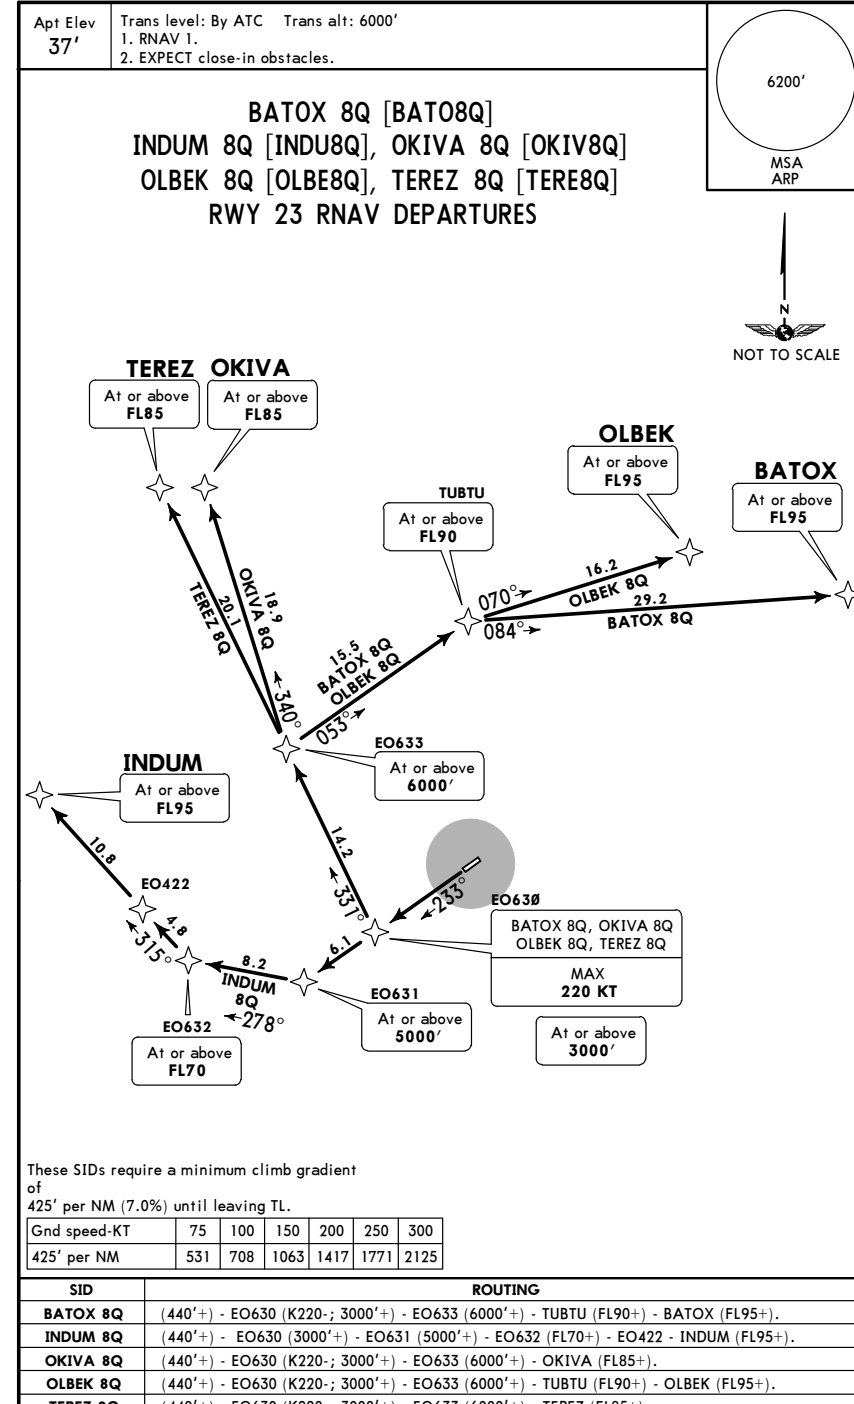 Apt Elev
37'
Trans level: By ATC Trans alt: 6000'
1. RNAV 1.
2. EXPECT close-in obstacles.
6200'
MSA
ARP
BATOX 8Q [BATO8Q]
INDUM 8Q [INDU8Q], OKIVA 8Q [OKIV8Q]
OLBEK 8Q [OLBE8Q], TEREZ 8Q [TERE8Q]
RWY 23 RNAV DEPARTURES
N
NOT TO SCALE
TEREZ
At or above
FL85
OKIVA
At or above
FL85
OLBEK
At or above
FL95
BATOX
At or above
FL95
TUBTU
At or above
FL90
070°
16.2
OLBEK 8Q
084°
29.2
BATOX 8Q
20.1
TEREZ 8Q
18.9
OKIVA 8Q
340°
15.5
BATOX 8Q
OLBEK 8Q
053°
EO633
At or above
6000'
INDUM
At or above
FL95
10.8
EO422
4.8
315°
14.2
331°
233°
EO630
BATOX 8Q, OKIVA 8Q
OLBEK 8Q, TEREZ 8Q
MAX
220 KT
At or above
3000'
6.1
EO631
At or above
5000'
8.2
INDUM
8Q
278°
EO632
At or above
FL70
These SIDs require a minimum climb gradient
of
425' per NM (7.0%) until leaving TL.
Gnd speed-KT 75 100 150 200 250 300
425' per NM 531 708 1063 1417 1771 2125
SID ROUTING
BATOX 8Q (440'+) - EO630 (K220-; 3000'+) - EO633 (6000'+) - TUBTU (FL90+) - BATOX (FL95+).
INDUM 8Q (440'+) - EO630 (3000'+) - EO631 (5000'+) - EO632 (FL70+) - EO422 - INDUM (FL95+).
OKIVA 8Q (440'+) - EO630 (K220-; 3000'+) - EO633 (6000'+) - OKIVA (FL85+).
OLBEK 8Q (440'+) - EO630 (K220-; 3000'+) - EO633 (6000'+) - TUBTU (FL90+) - OLBEK (FL95+).
TEREZ 8Q (440'+) - EO630 (K220-; 3000'+) - EO633 (6000'+) - TEREZ (FL85+).